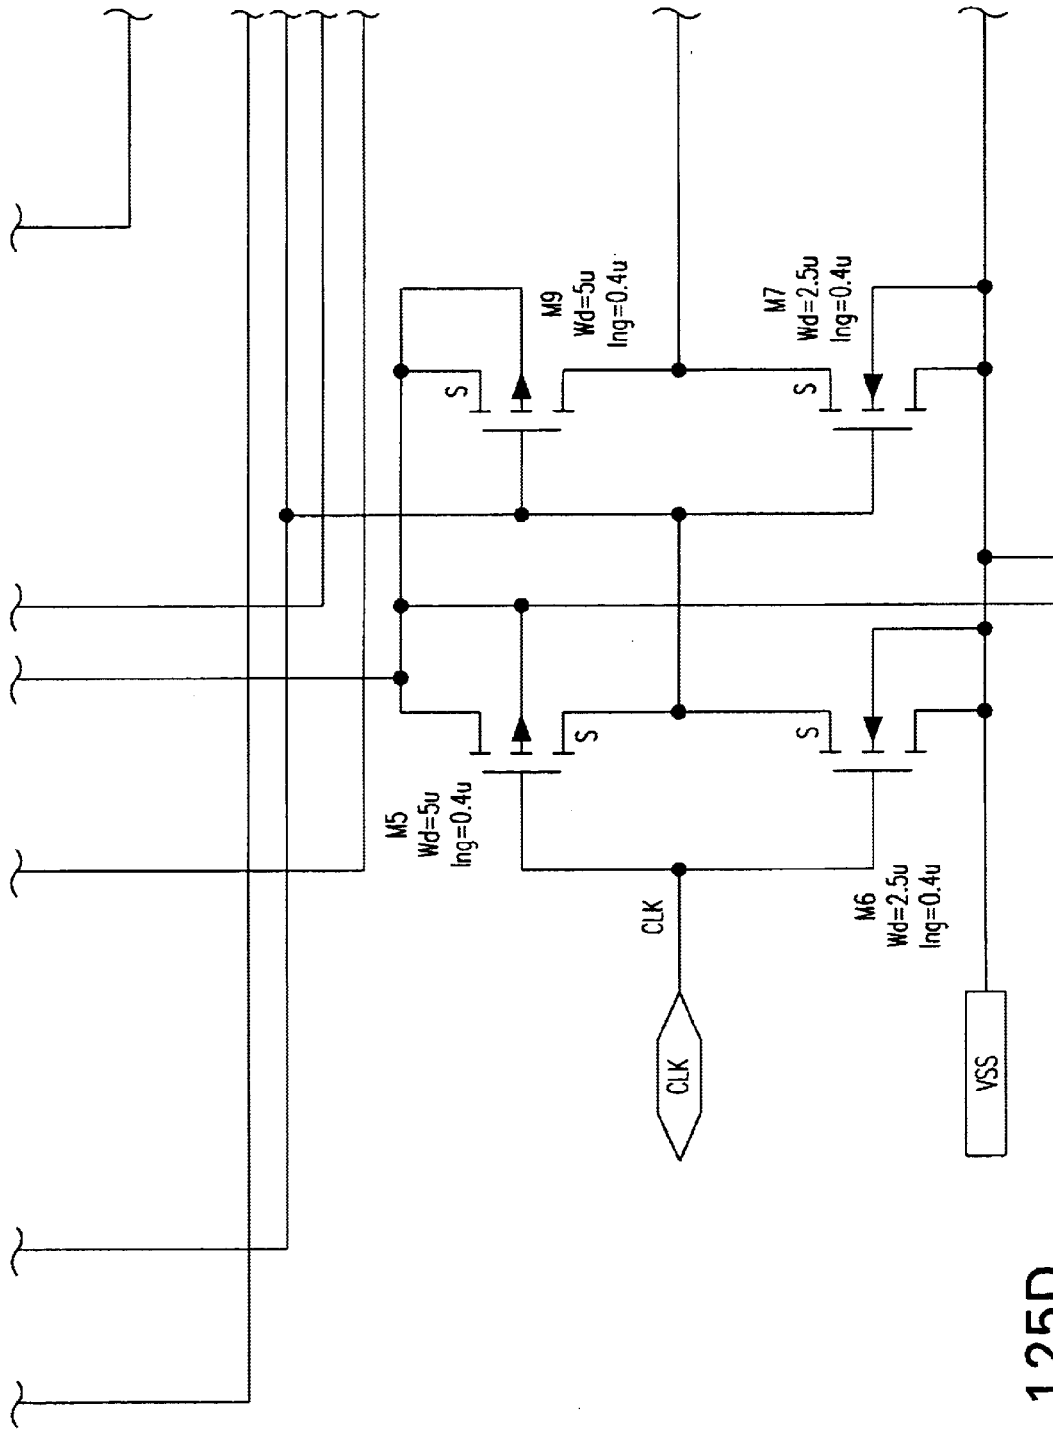 M5
Wd=5u
lng=0.4u
S
S
M9
Wd=5u
lng=0.4u
CLK
CLK
M7
Wd=2.5u
lng=0.4u
S
S
M6
Wd=2.5u
lng=0.4u
VSS
125D